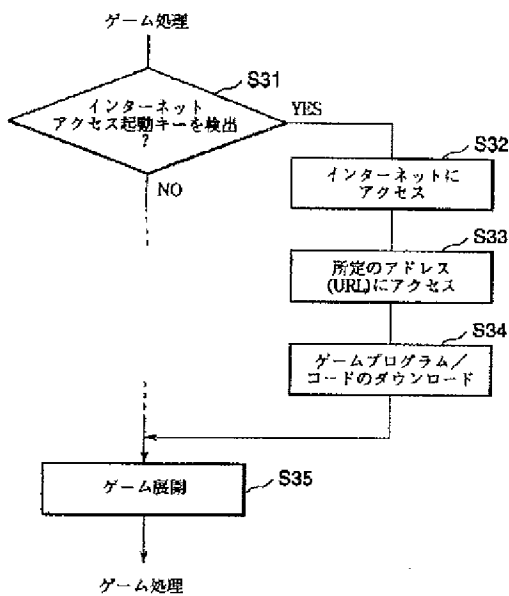 ゲーム処理
S31
インターネット
アクセス起動キーを検出
?
YES
NO
S32
インターネットに
アクセス
S33
所定のアドレス
(URL)にアクセス
S34
ゲームプログラム/
コードのダウンロード
ゲーム展開
S35
ゲーム処理